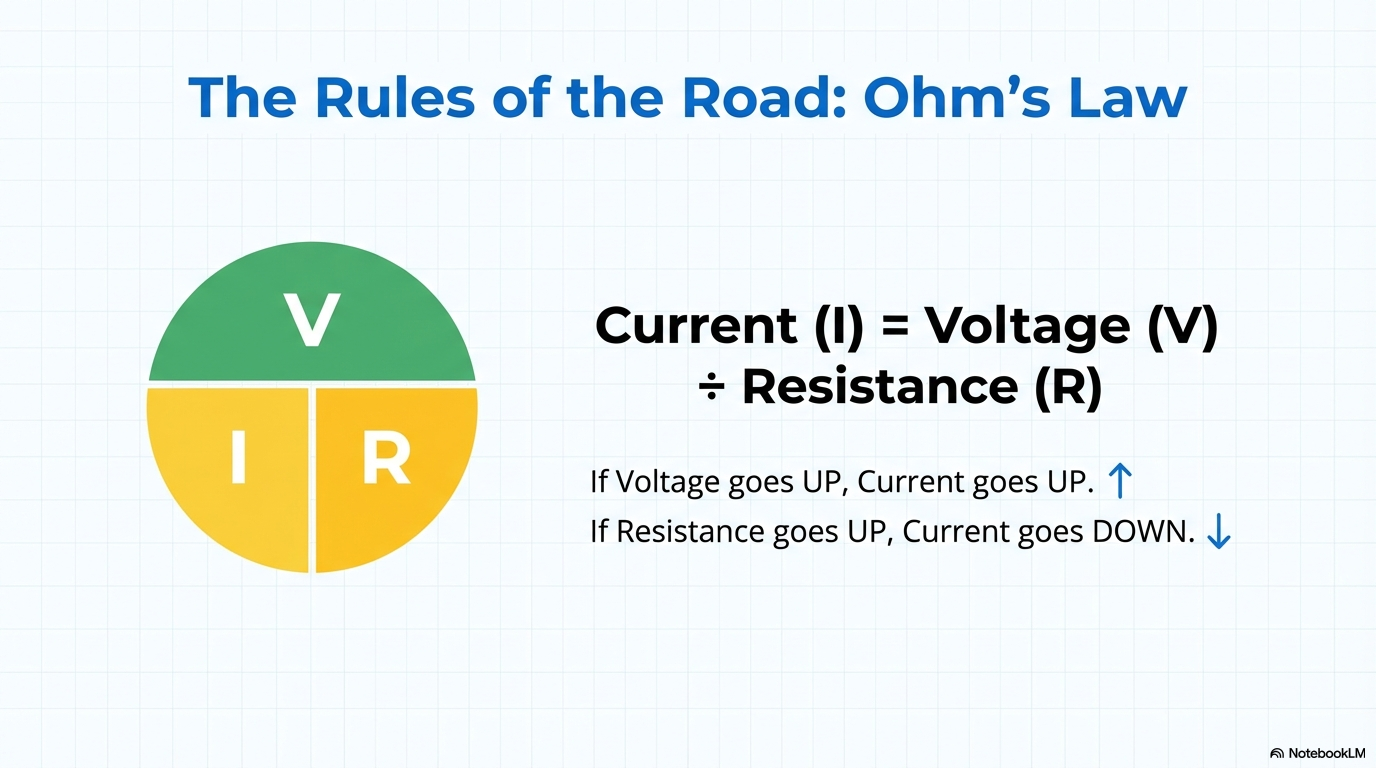 The Rules of the Road: Ohm’s Law
V
I R
Current (I) = Voltage (V)
÷ Resistance (R)
If Voltage goes UP, Current goes UP. ↑
If Resistance goes UP, Current goes DOWN. ↓
NotebookLM